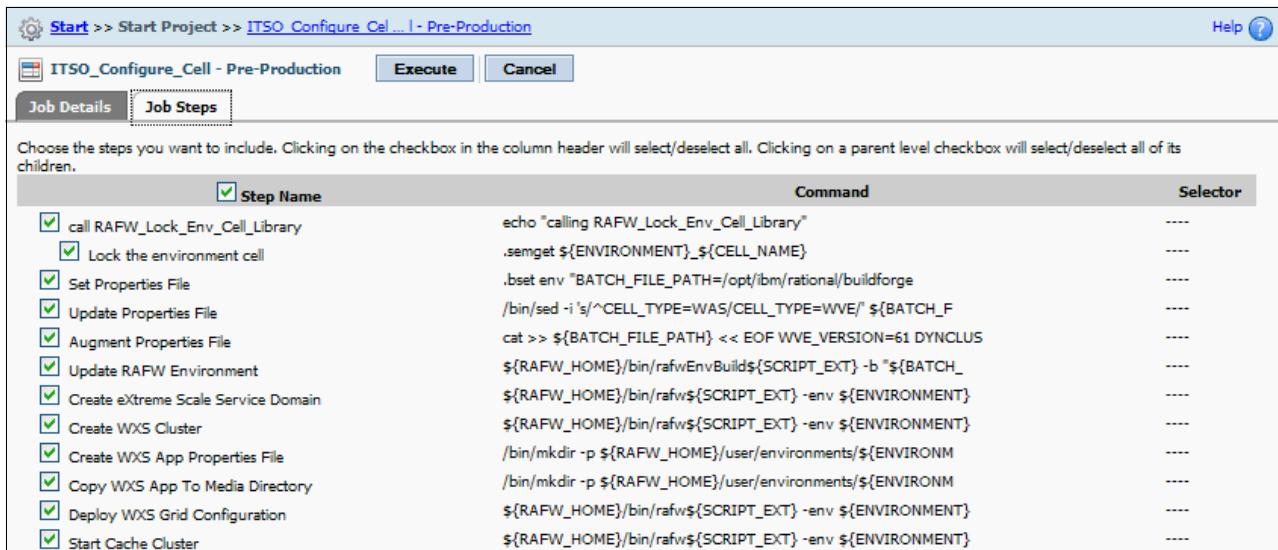 Start >> Start Project >> ITSO_Configure_Cel ... l - Pre-Production Help ?
ITSO_Configure_Cell - Pre-Production Execute Cancel
Job Details Job Steps
Choose the steps you want to include. Clicking on the checkbox in the column header will select/deselect all. Clicking on a parent level checkbox will select/deselect all of its
children.
Step Name Command Selector
call RAFW_Lock_Env_Cell_Library echo "calling RAFW_Lock_Env_Cell_Library" ----
Lock the environment cell .semget ${ENVIRONMENT}_${CELL_NAME} ----
Set Properties File .bset env "BATCH_FILE_PATH=/opt/ibm/rational/buildforge ----
Update Properties File /bin/sed -i 's/^CELL_TYPE=WAS/CELL_TYPE=WVE/' ${BATCH_F ----
Augment Properties File cat >> ${BATCH_FILE_PATH} << EOF WVE_VERSION=61 DYNCLUS ----
Update RAFW Environment ${RAFW_HOME}/bin/rafwEnvBuild${SCRIPT_EXT} -b "${BATCH_ ----
Create eXtreme Scale Service Domain ${RAFW_HOME}/bin/rafw${SCRIPT_EXT} -env ${ENVIRONMENT} ----
Create WXS Cluster ${RAFW_HOME}/bin/rafw${SCRIPT_EXT} -env ${ENVIRONMENT} ----
Create WXS App Properties File /bin/mkdir -p ${RAFW_HOME}/user/environments/${ENVIRONM ----
Copy WXS App To Media Directory /bin/mkdir -p ${RAFW_HOME}/user/environments/${ENVIRONM ----
Deploy WXS Grid Configuration ${RAFW_HOME}/bin/rafw${SCRIPT_EXT} -env ${ENVIRONMENT} ----
Start Cache Cluster ${RAFW_HOME}/bin/rafw${SCRIPT_EXT} -env ${ENVIRONMENT} ----